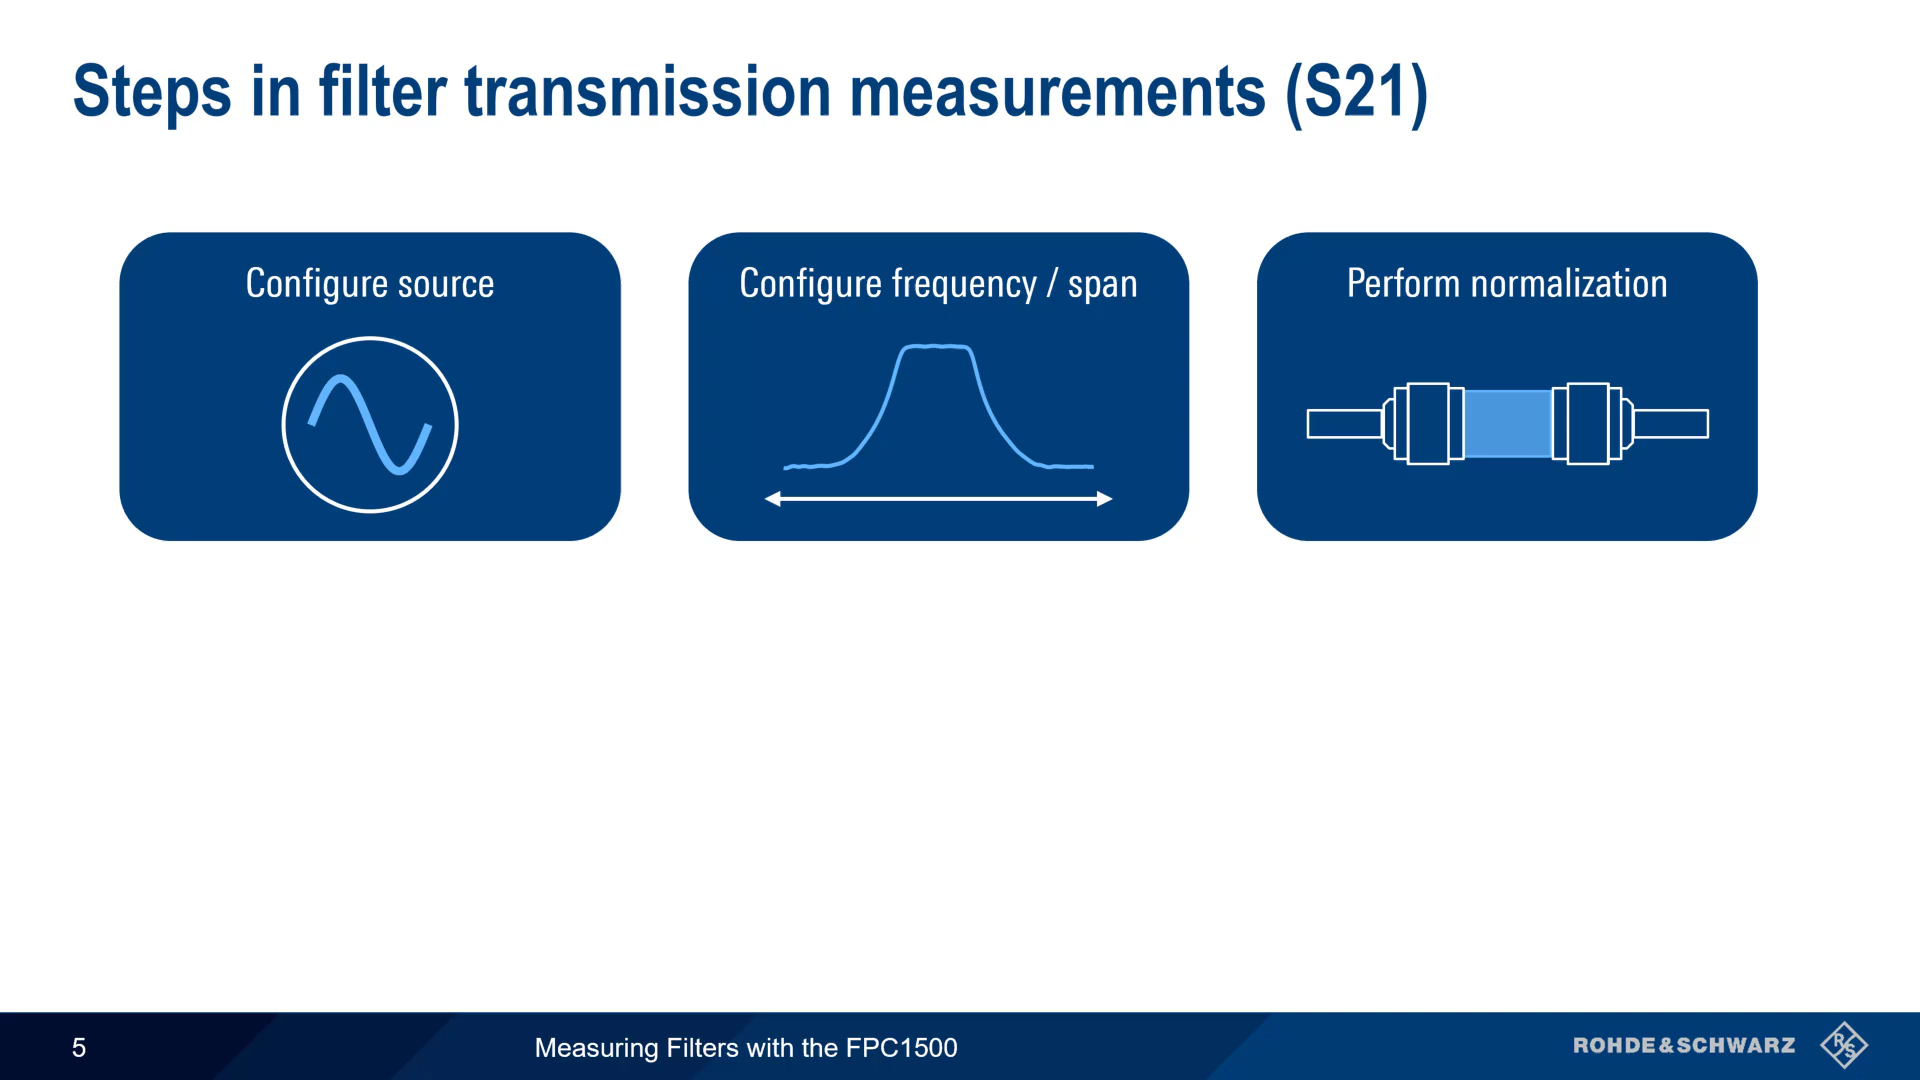 Steps in filter transmission measurements (S21)
Configure source
Configure frequency / span
Perform normalization
5
Measuring Filters with the FPC1500
ROHDE&SCHWARZ
R&S